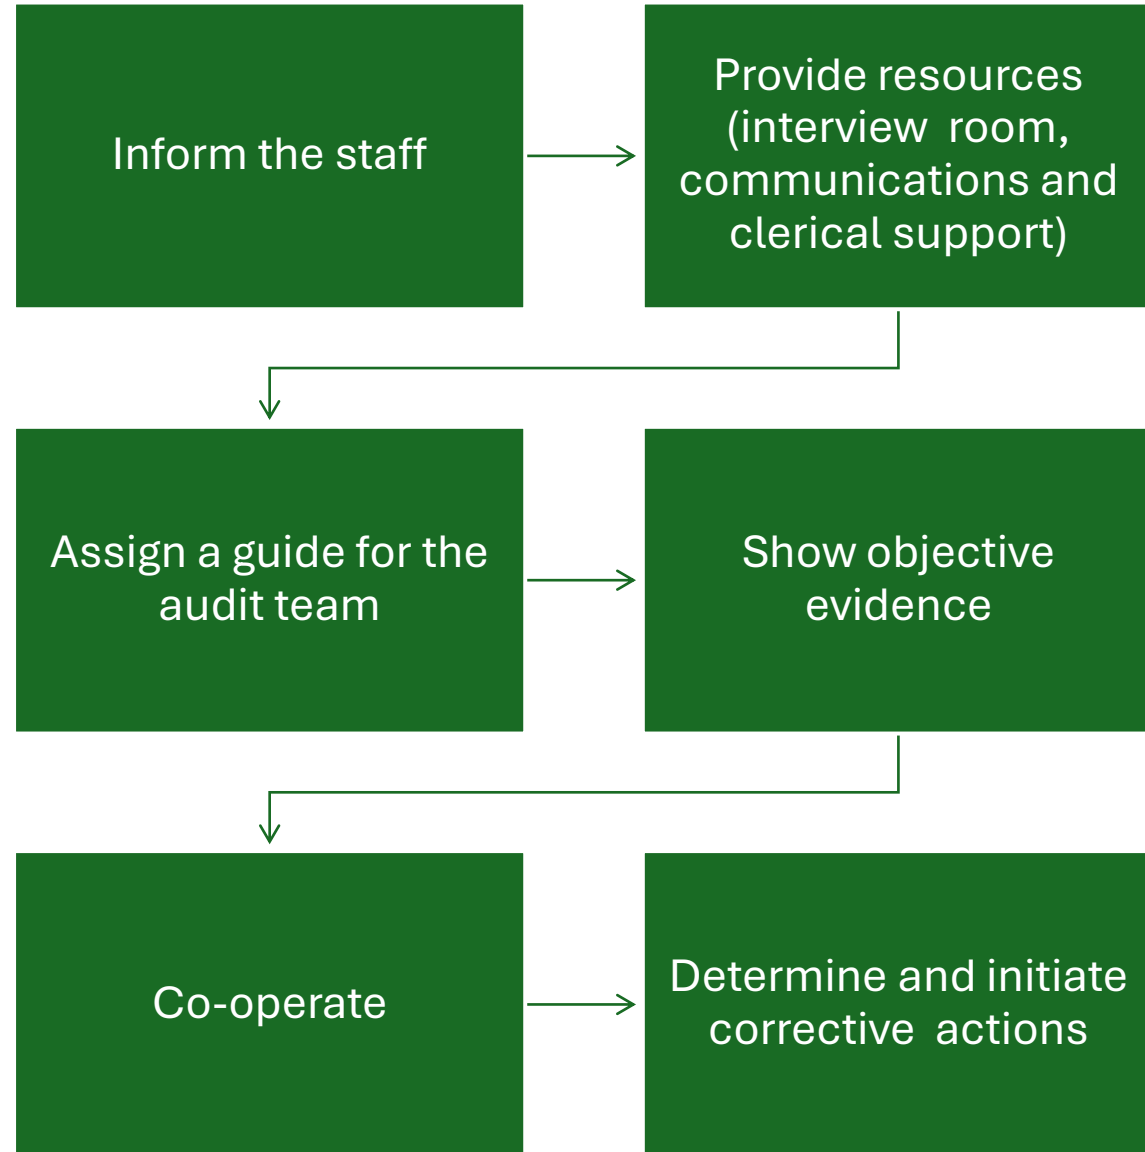 Inform the staff
Provide resources
(interview room,
communications and
clerical support)
Assign a guide for the
audit team
Show objective
evidence
Co-operate
Determine and initiate
corrective actions